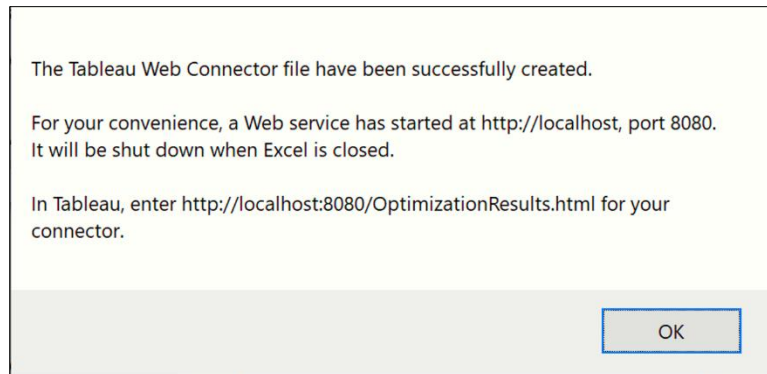 The Tableau Web Connector file have been successfully created.
For your convenience, a Web service has started at http://localhost, port 8080.
It will be shut down when Excel is closed.
In Tableau, enter http://localhost:8080/OptimizationResults.html for your
connector.
OK